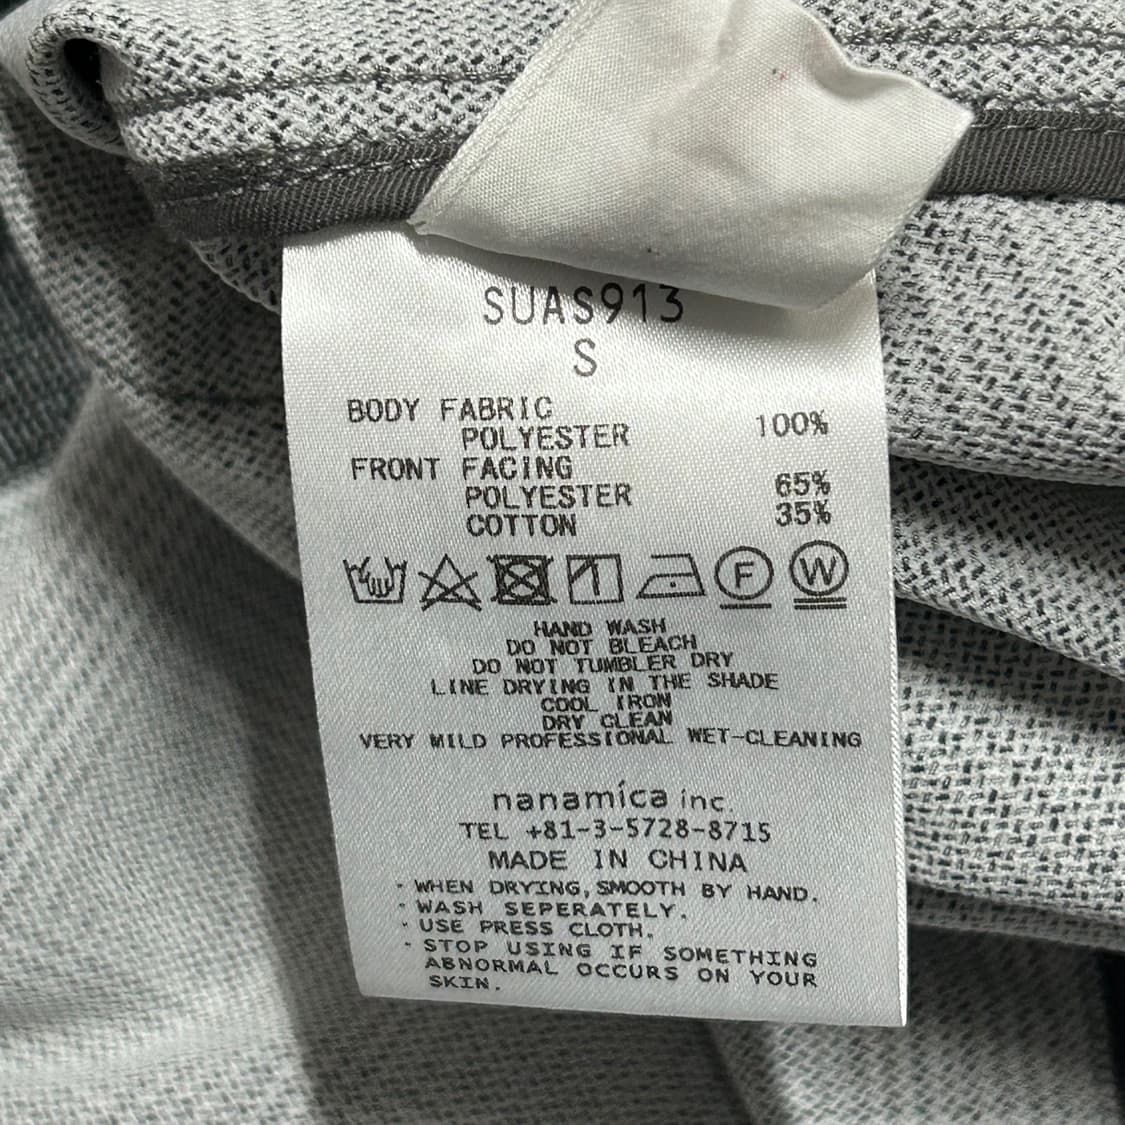 SUAS913
S
BODY FABRIC
POLYESTER 100%
FRONT FACING
POLYESTER 65%
COTTON 35%
F W
HAND WASH
DO NOT BLEACH
DO NOT TUMBLER DRY
LINE DRYING IN THE SHADE
COOL IRON
DRY CLEAN
VERY MILD PROFESSIONAL WET-CLEANING
nanamica inc.
TEL +81-3-5728-8715
MADE IN CHINA
- WHEN DRYING, SMOOTH BY HAND.
- WASH SEPERATELY.
- USE PRESS CLOTH.
- STOP USING IF SOMETHING
ABNORMAL OCCURS ON YOUR
SKIN.